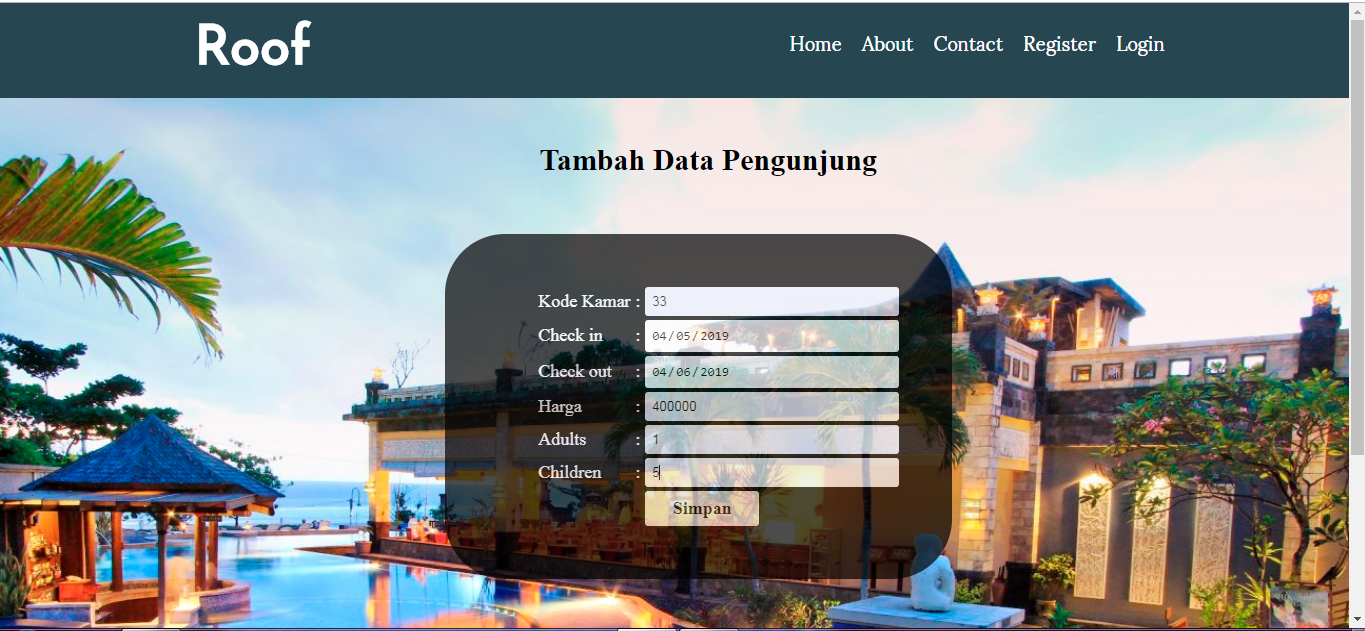 Roof
Home About Contact Register Login
Tambah Data Pengunjung
Kode Kamar : 33
Check in : 04/05/2019
Check out : 04/06/2019
Harga : 400000
Adults : 1
Children : 5
Simpan